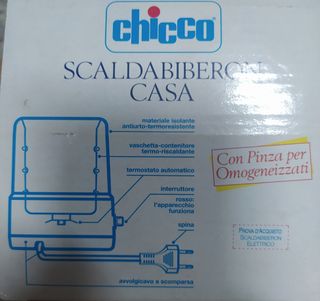 chicco
SCALDABIBERON
CASA
materiale isolante
antiurto-termoresistente
vaschetta-contenitore
termo-riscaldante
termostato automatico
interruttore
rosso:
l'apparecchio
funziona
spina
avvolgicavo a scomparsa
Con Pinza per
Omogeneizzati
PROVA D'ACQUISTO
SCALDABIBERON
ELETTRICO